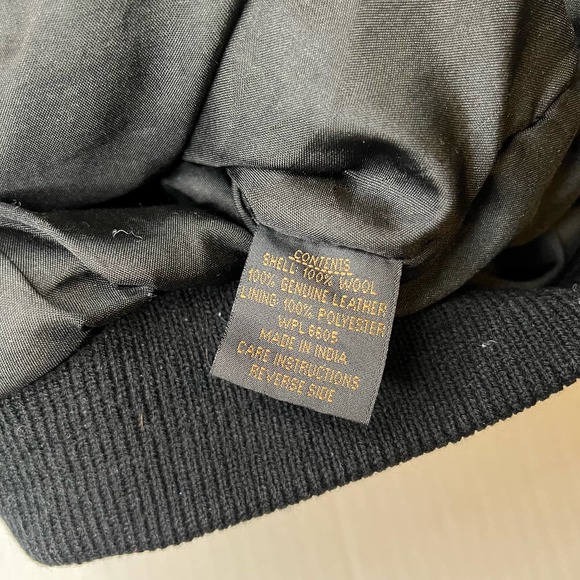 CONTENTS
SHELL: 100% WOOL
100% GENUINE LEATHER
LINING: 100% POLYESTER
WPL 6605
MADE IN INDIA
CARE INSTRUCTIONS
REVERSE SIDE